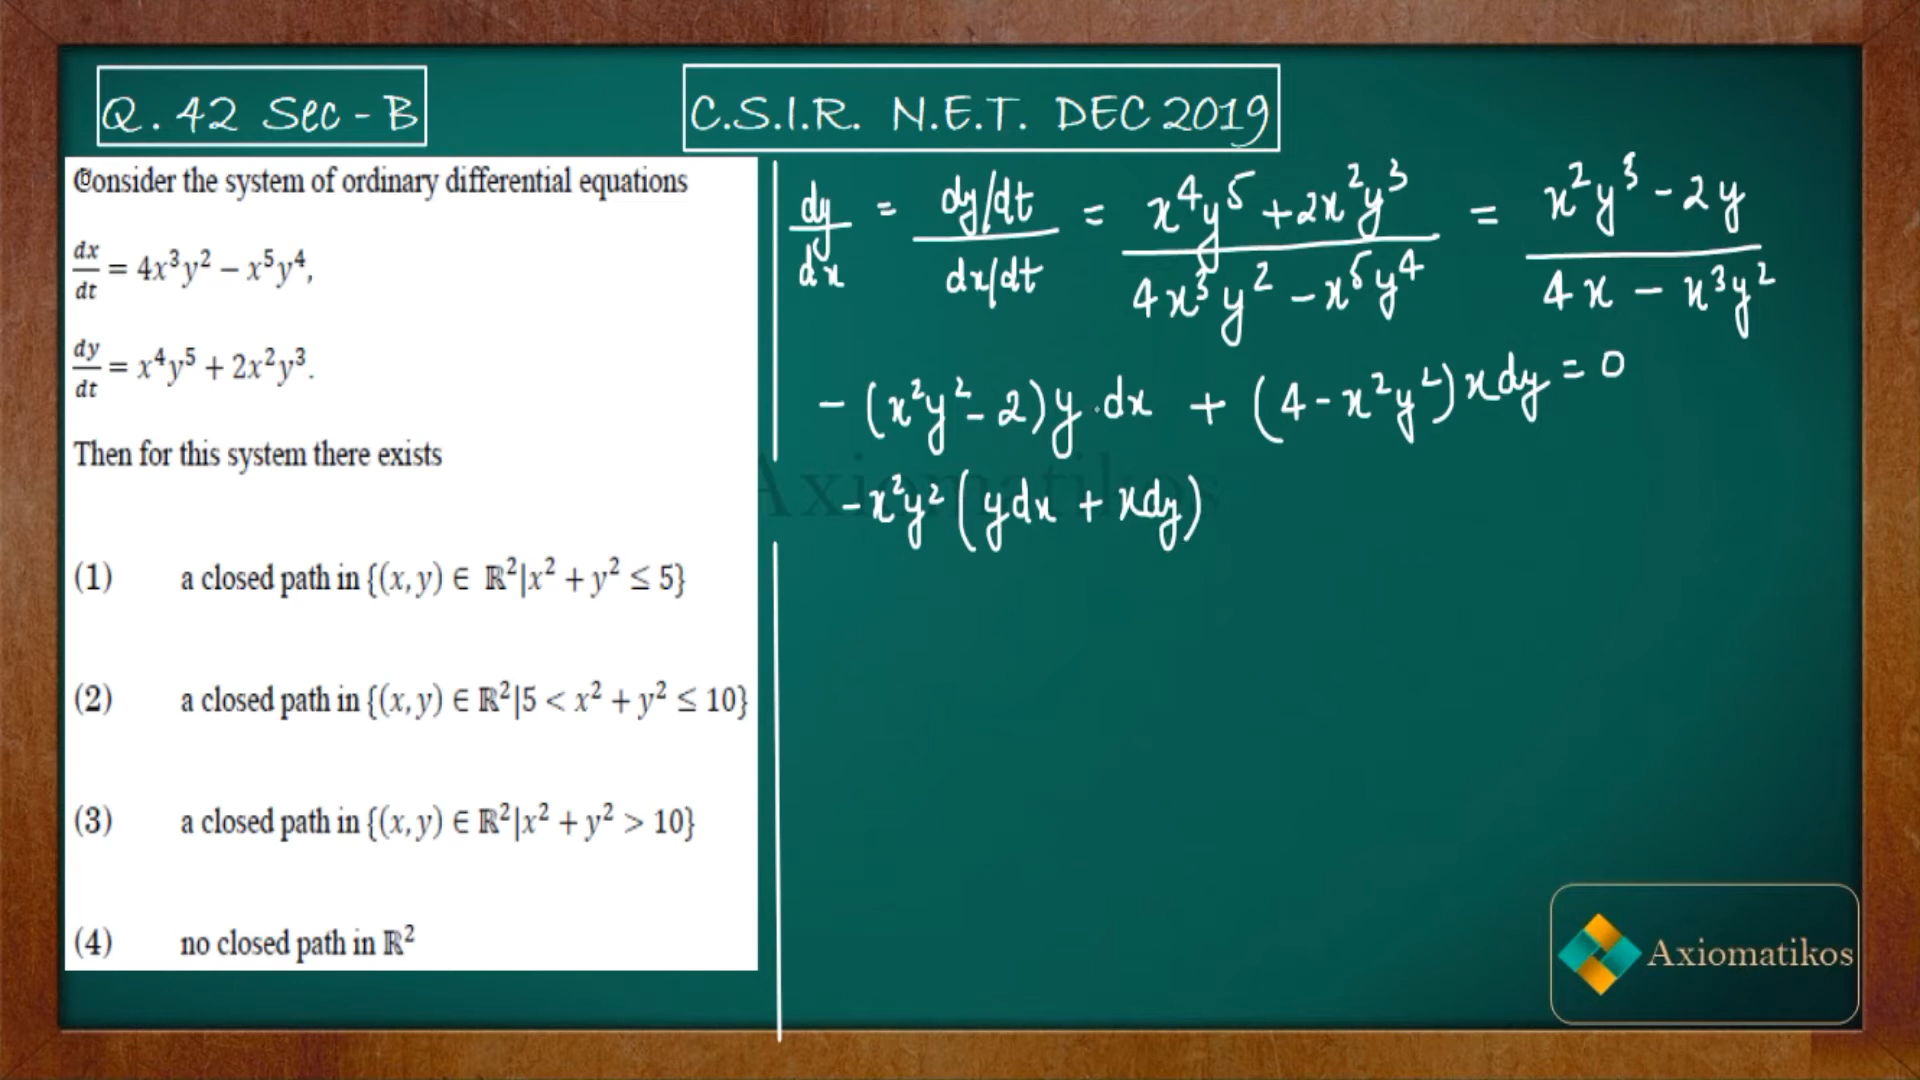 Q. 42 Sec - B
C.S.I.R. N.E.T. DEC 2019
Consider the system of ordinary differential equations
dx/dt = 4x³y² − x⁵y⁴,
dy/dt = x⁴y⁵ + 2x²y³.
Then for this system there exists
(1) a closed path in {(x, y) ∈ ℝ²|x² + y² ≤ 5}
(2) a closed path in {(x, y) ∈ ℝ²|5 < x² + y² ≤ 10}
(3) a closed path in {(x, y) ∈ ℝ²|x² + y² > 10}
(4) no closed path in ℝ²
dy/dx = (dy/dt)/(dx/dt) = (x⁴y⁵ + 2x²y³)/(4x³y² − x⁵y⁴) = (x²y³ − 2y)/(4x − x³y²)
− (x²y² − 2) y·dx + (4 − x²y²) x dy = 0
− x²y² (ydx + xdy)
Axiomatikos
Axiomatikos